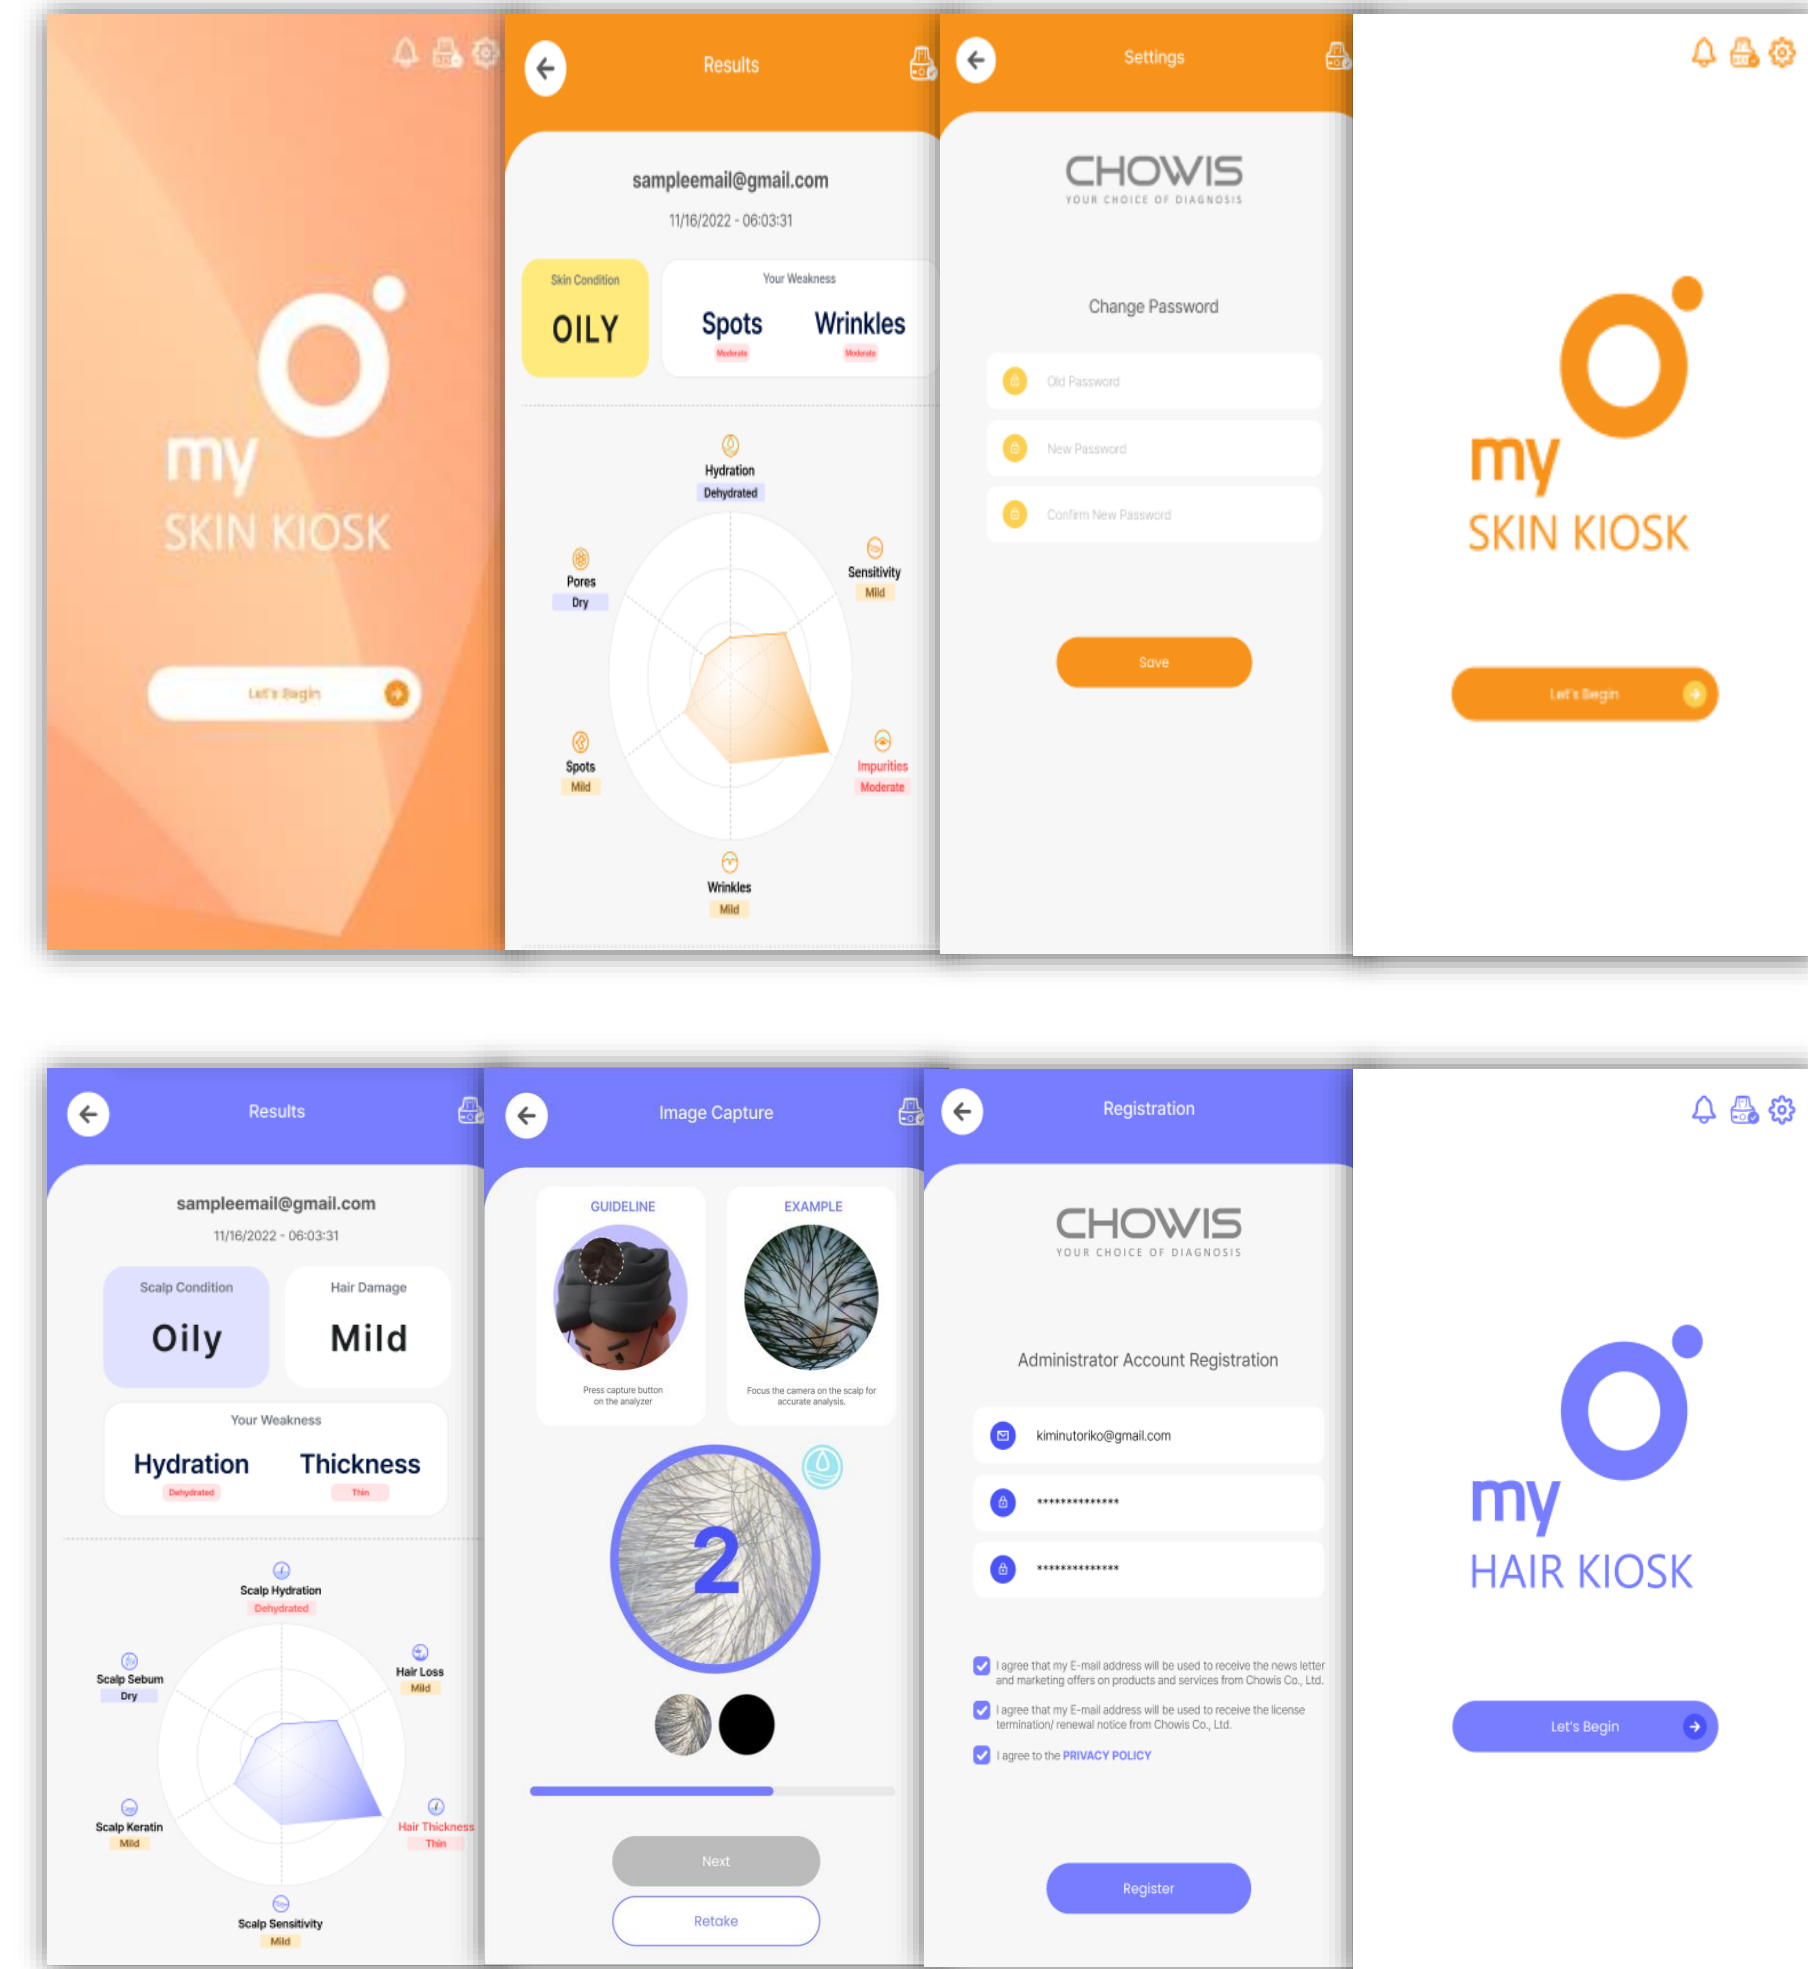 my
SKIN KIOSK
Let's Begin
Results
sampleemail@gmail.com
11/16/2022 - 06:03:31
Skin Condition
OILY
Your Weakness
Spots Wrinkles
Moderate Moderate
Hydration
Dehydrated
Sensitivity
Mild
Pores
Dry
Impurities
Moderate
Spots
Mild
Wrinkles
Mild
Settings
CHOWIS
YOUR CHOICE OF DIAGNOSIS
Change Password
Old Password
New Password
Confirm New Password
Save
my
SKIN KIOSK
Let's Begin
Results
sampleemail@gmail.com
11/16/2022 - 06:03:31
Scalp Condition
Oily
Hair Damage
Mild
Your Weakness
Hydration Thickness
Dehydrated Thin
Scalp Hydration
Dehydrated
Hair Loss
Mild
Scalp Sebum
Dry
Scalp Keratin
Mild
Hair Thickness
Thin
Scalp Sensitivity
Mild
Image Capture
GUIDELINE
Press capture button
on the analyzer
EXAMPLE
Focus the camera on the scalp for
accurate analysis.
2
Next
Retake
Registration
CHOWIS
YOUR CHOICE OF DIAGNOSIS
Administrator Account Registration
kiminutoriko@gmail.com
**************
**************
I agree that my E-mail address will be used to receive the news letter
and marketing offers on products and services from Chowis Co., Ltd.
I agree that my E-mail address will be used to receive the license
termination/ renewal notice from Chowis Co., Ltd.
I agree to the PRIVACY POLICY
Register
my
HAIR KIOSK
Let's Begin